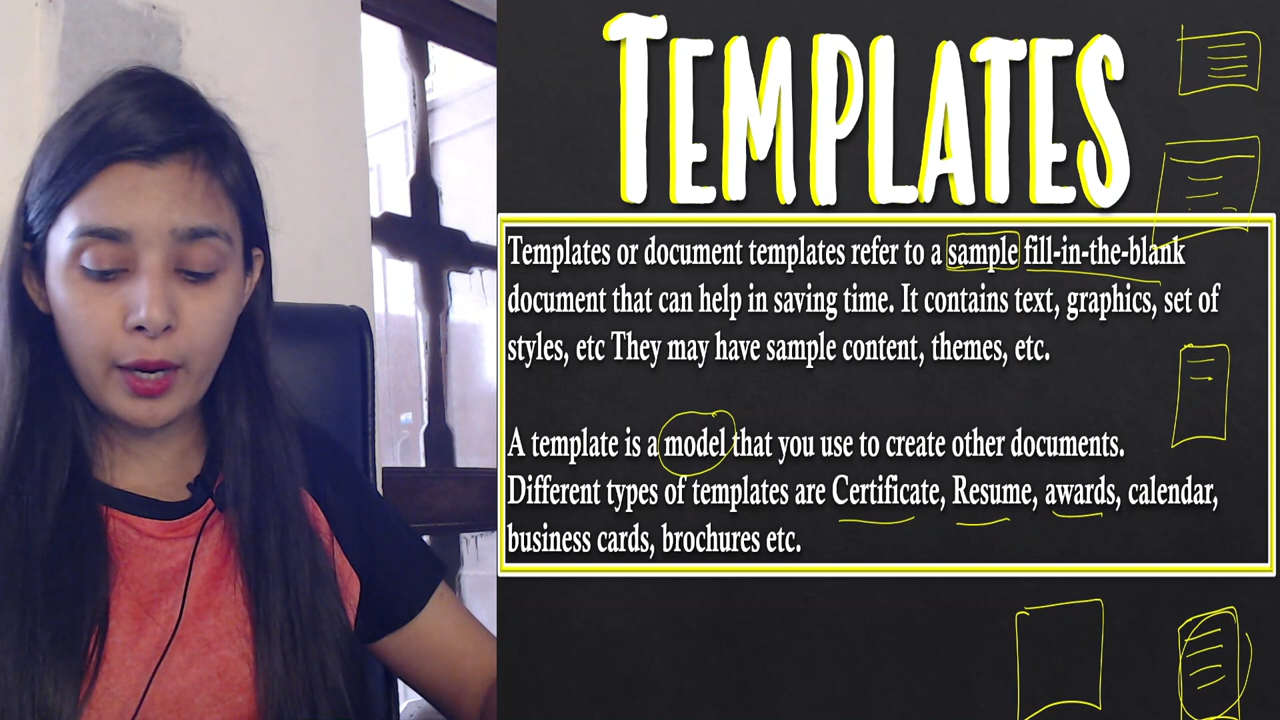 TEMPLATES
Templates or document templates refer to a sample fill-in-the-blank
document that can help in saving time. It contains text, graphics, set of
styles, etc They may have sample content, themes, etc.
A template is a model that you use to create other documents.
Different types of templates are Certificate, Resume, awards, calendar,
business cards, brochures etc.